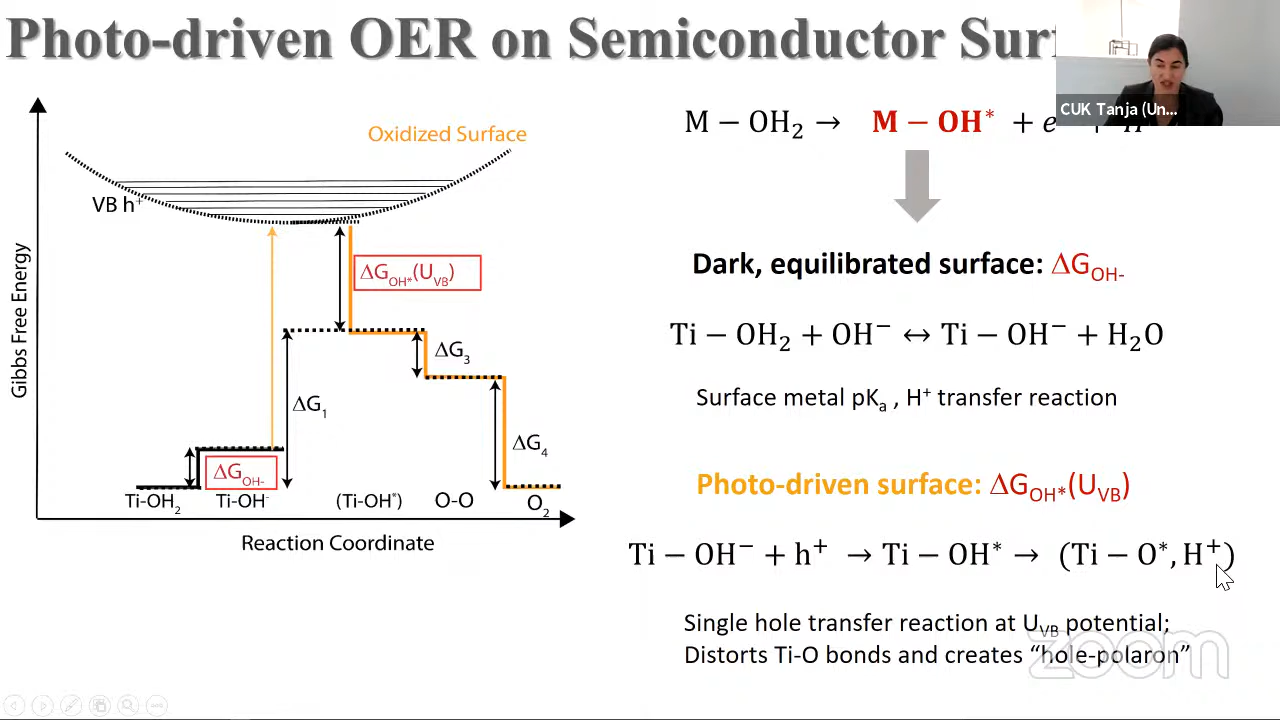 Photo-driven OER on Semiconductor
CUK Tanja (Un...
M − OH₂ → M − OH* + e
Oxidized Surface
VB h⁺
ΔG_OH*(U_VB)
ΔG₃
ΔG₁
ΔG₄
ΔG_OH-
Ti-OH₂ Ti-OH⁻ (Ti-OH*) O-O O₂
Gibbs Free Energy
Reaction Coordinate
Dark, equilibrated surface: ΔG_OH-
Ti − OH₂ + OH⁻ ↔ Ti − OH⁻ + H₂O
Surface metal pKₐ , H⁺ transfer reaction
Photo-driven surface: ΔG_OH*(U_VB)
Ti − OH⁻ + h⁺ → Ti − OH* → (Ti − O*, H⁺)
Single hole transfer reaction at U_VB potential;
Distorts Ti-O bonds and creates “hole-polaron”
zoom